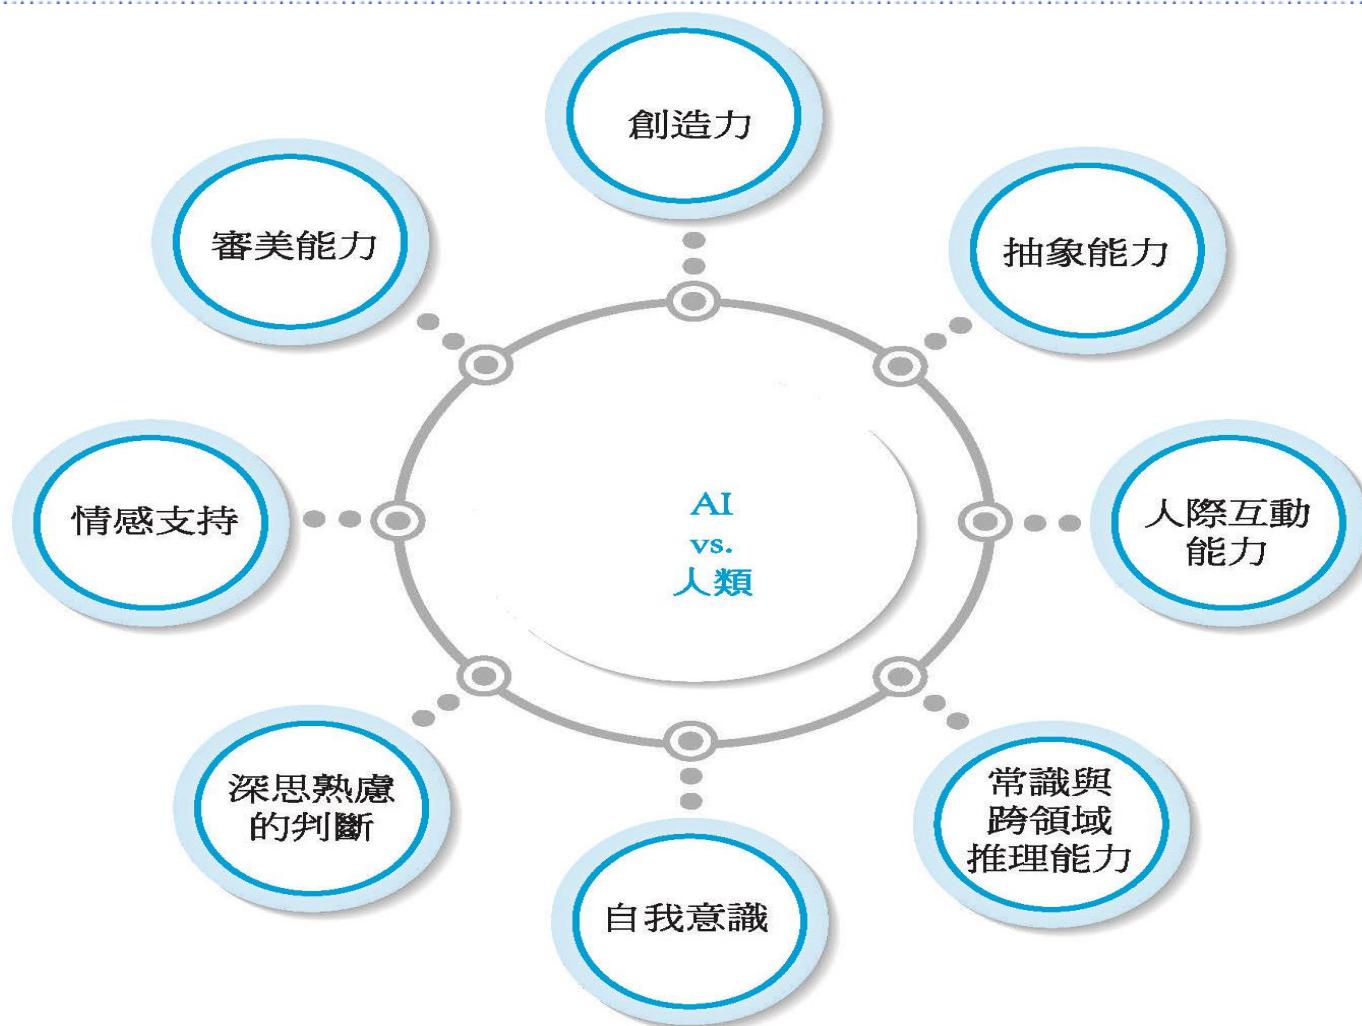 創造力
審美能力
抽象能力
情感支持
AI
vs.
人類
人際互動
能力
深思熟慮
的判斷
常識與
跨領域
推理能力
自我意識